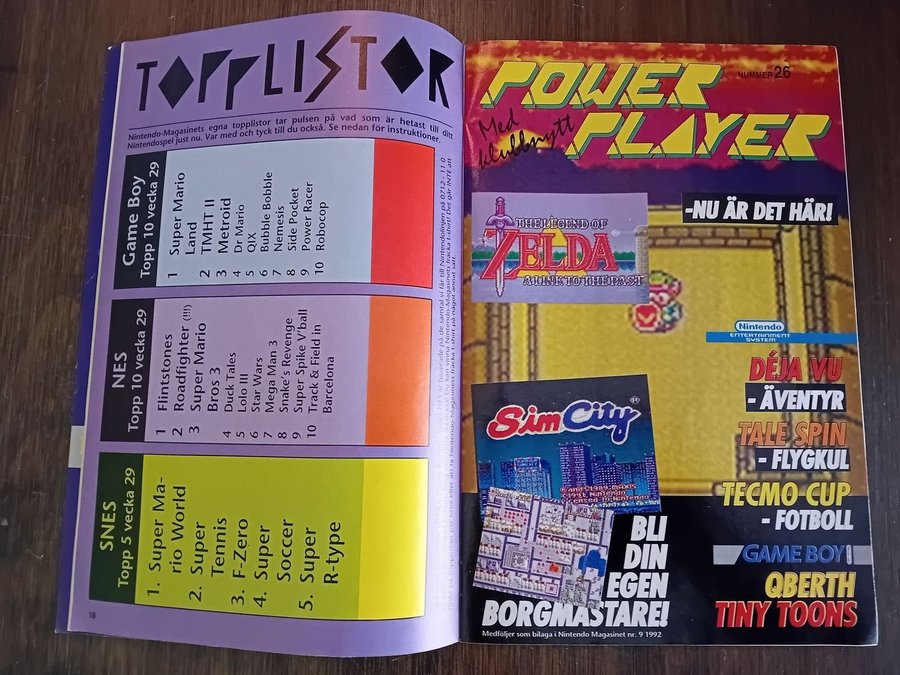 TOPPLISTOR
Nintendo-Magasinets egna topplistor tar pulsen på vad som är hetast till ditt
Nintendospel just nu. Var med och tyck till du också. Se nedan för instruktioner.
Game Boy
Topp 10 vecka 29
1 Super Mario
Land
2 TMHT II
3 Metroid
4 Dr Mario
5 QIX
6 Bubble Bobble
7 Nemesis
8 Side Pocket
9 Power Racer
10 Robocop
NES
Topp 10 vecka 29
1 Flintstones
2 Roadfighter (!!!)
3 Super Mario
Bros 3
4 Duck Tales
5 Lolo III
6 Star Wars
7 Mega Man 3
8 Snake's Revenge
9 Super Spike V'ball
10 Track & Field in
Barcelona
SNES
Topp 5 vecka 29
1. Super Ma-
rio World
2. Super
Tennis
3. F-Zero
4. Super
Soccer
5. Super
R-type
18
POWER
PLAYER
NUMMER 26
Med
klubbnytt
-NU ÄR DET HÄR!
THE LEGEND OF
ZELDA
A LINK TO THE PAST
Nintendo
ENTERTAINMENT
SYSTEM
DÉJA VU
- ÄVENTYR
TALE SPIN
- FLYGKUL
TECMO CUP
- FOTBOLL
GAME BOY
QBERTH
TINY TOONS
SimCity
BLI
DIN
EGEN
BORGMÄSTARE!
Medföljer som bilaga i Nintendo Magasinet nr. 9 1992